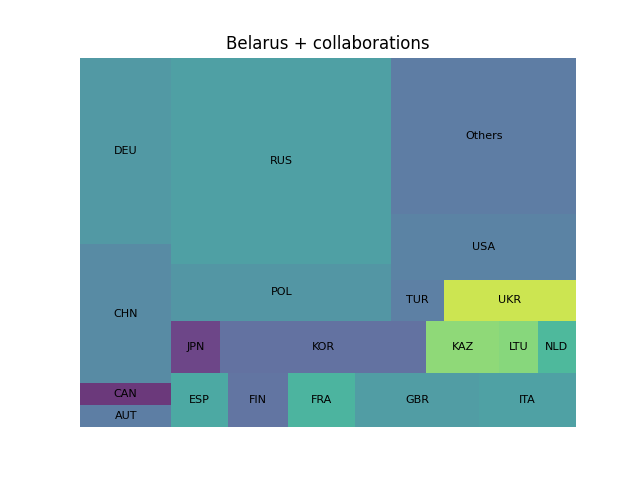 Belarus + collaborations
DEU
RUS
Others
USA
POL
TUR
UKR
CHN
JPN
KOR
KAZ
LTU
NLD
CAN
AUT
ESP
FIN
FRA
GBR
ITA